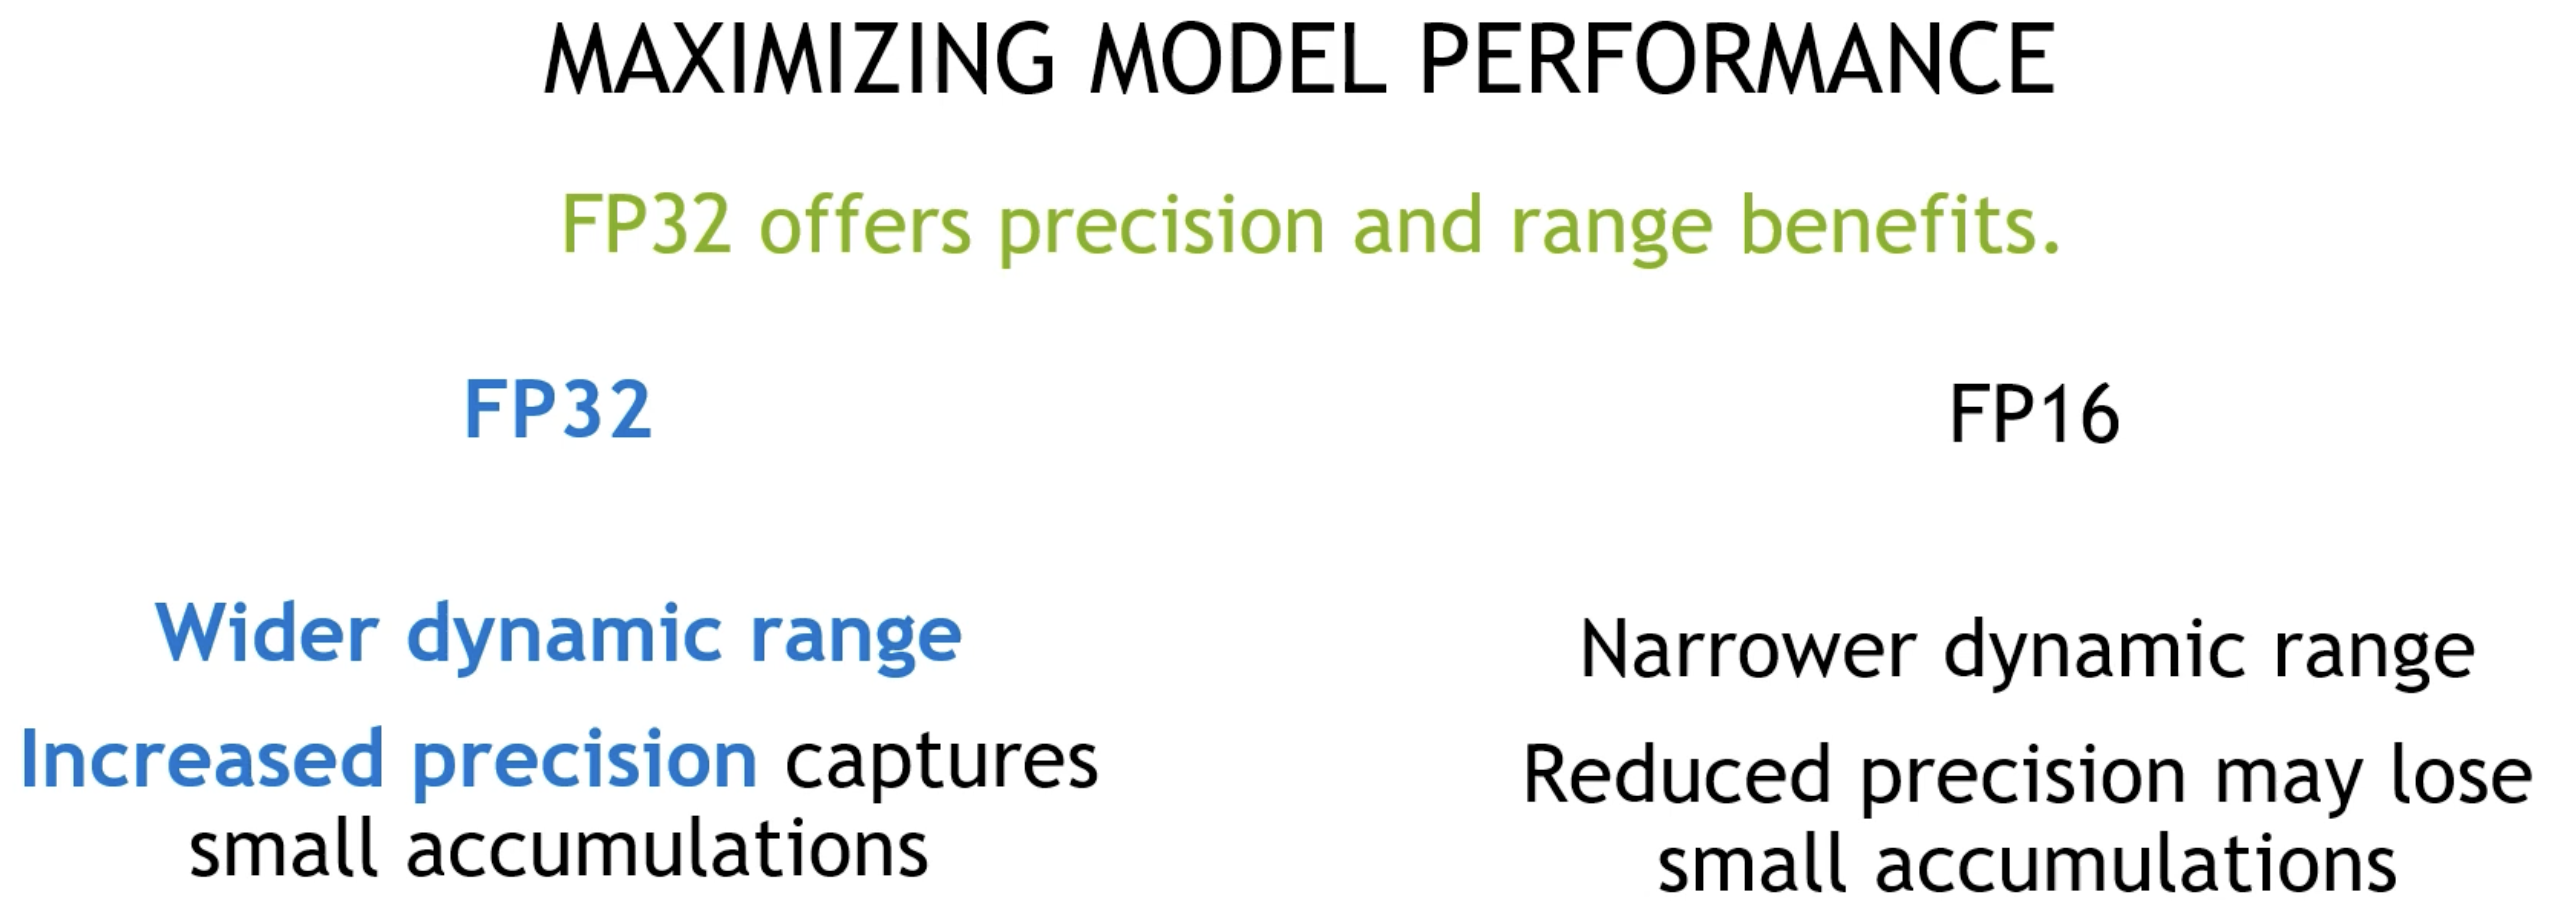 MAXIMIZING MODEL PERFORMANCE
FP32 offers precision and range benefits.
FP32
FP16
Wider dynamic range
Increased precision captures
small accumulations
Narrower dynamic range
Reduced precision may lose
small accumulations